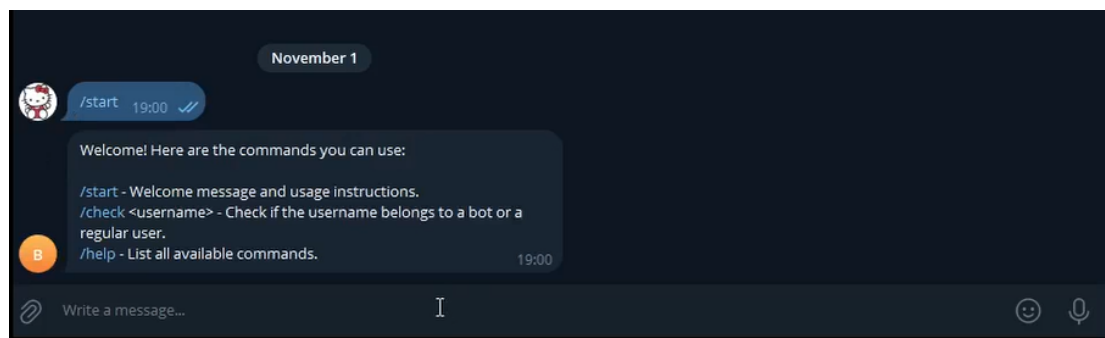 November 1
/start 19:00
Welcome! Here are the commands you can use:
/start - Welcome message and usage instructions.
/check <username> - Check if the username belongs to a bot or a
regular user.
/help - List all available commands.
19:00
B
Write a message...